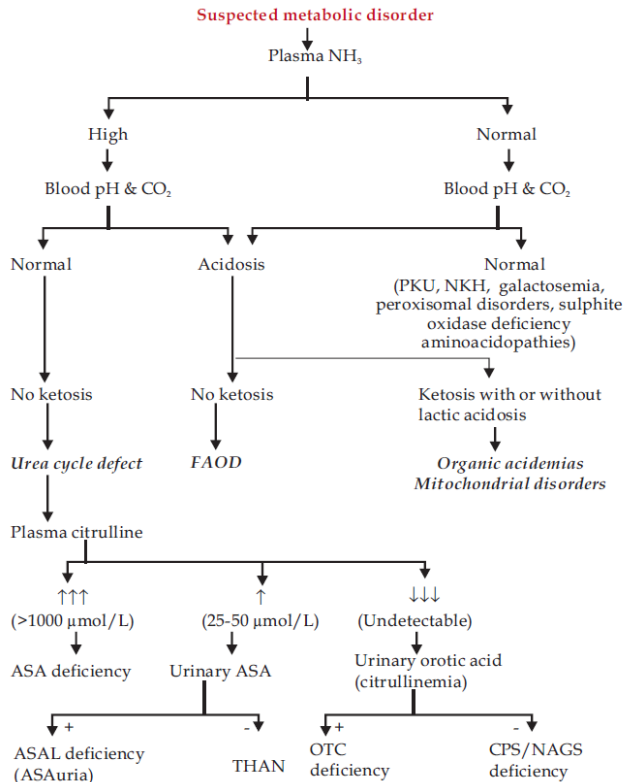 Suspected metabolic disorder
Plasma NH₃
High
Normal
Blood pH & CO₂
Blood pH & CO₂
Normal
Acidosis
Normal
(PKU, NKH, galactosemia,
peroxisomal disorders, sulphite
oxidase deficiency
aminoacidopathies)
No ketosis
No ketosis
Ketosis with or without
lactic acidosis
Urea cycle defect
FAOD
Organic acidemias
Mitochondrial disorders
Plasma citrulline
↑↑↑
↑
↓↓↓
(>1000 µmol/L)
(25-50 µmol/L)
(Undetectable)
ASA deficiency
Urinary ASA
Urinary orotic acid
(citrullinemia)
+
-
+
-
ASAL deficiency
(ASAuria)
THAN
OTC
deficiency
CPS/NAGS
deficiency